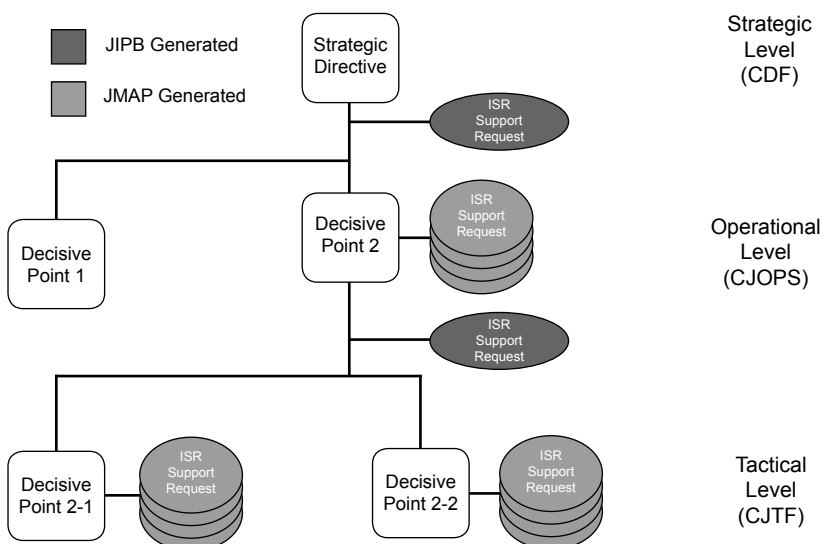 JIPB Generated
JMAP Generated
Strategic
Directive
Strategic
Level
(CDF)
ISR
Support
Request
Decisive
Point 1
Decisive
Point 2
ISR
Support
Request
Operational
Level
(CJOPS)
ISR
Support
Request
Decisive
Point 2-1
ISR
Support
Request
Decisive
Point 2-2
ISR
Support
Request
Tactical
Level
(CJTF)